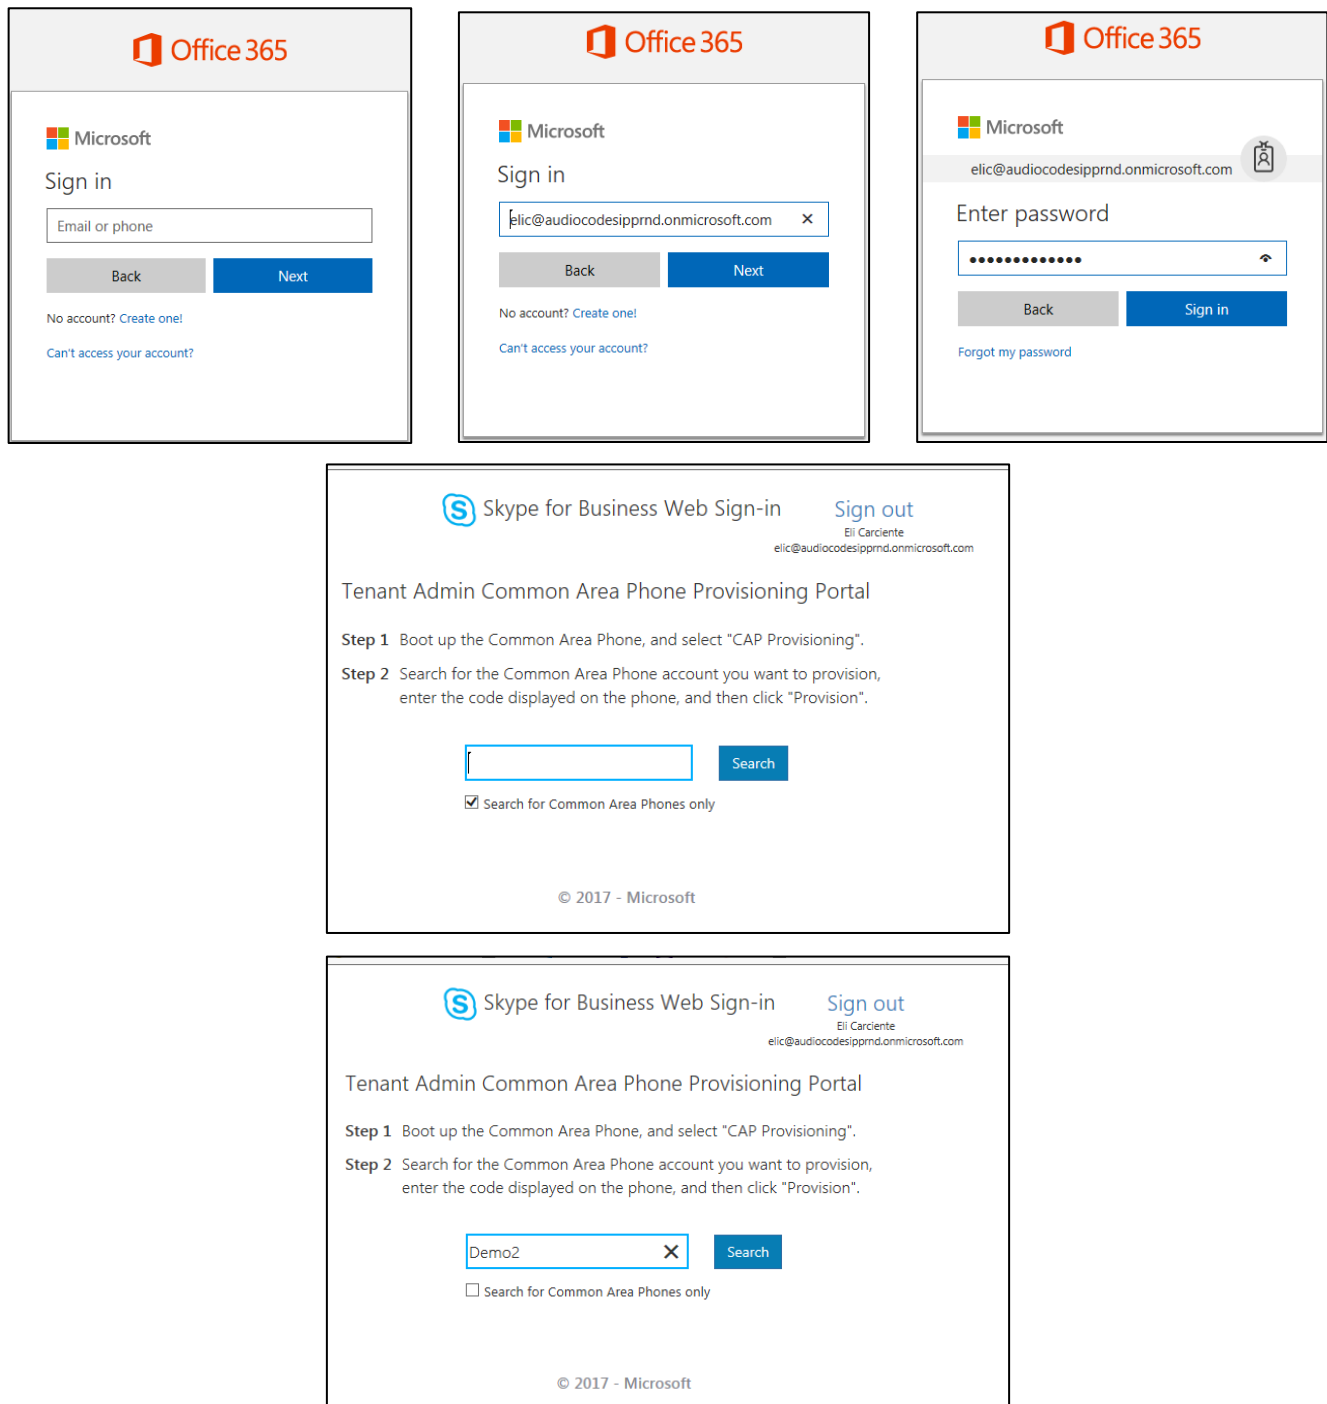 Office 365
Microsoft
Sign in
Email or phone
Back Next
No account? Create one!
Can't access your account?
Office 365
Microsoft
Sign in
elic@audiocodesipprnd.onmicrosoft.com
Back Next
No account? Create one!
Can't access your account?
Office 365
Microsoft
elic@audiocodesipprnd.onmicrosoft.com
Enter password
Back Sign in
Forgot my password
Skype for Business Web Sign-in Sign out
Eli Carciente
elic@audiocodesipprnd.onmicrosoft.com
Tenant Admin Common Area Phone Provisioning Portal
Step 1 Boot up the Common Area Phone, and select "CAP Provisioning".
Step 2 Search for the Common Area Phone account you want to provision,
enter the code displayed on the phone, and then click "Provision".
Search
Search for Common Area Phones only
© 2017 - Microsoft
Skype for Business Web Sign-in Sign out
Eli Carciente
elic@audiocodesipprnd.onmicrosoft.com
Tenant Admin Common Area Phone Provisioning Portal
Step 1 Boot up the Common Area Phone, and select "CAP Provisioning".
Step 2 Search for the Common Area Phone account you want to provision,
enter the code displayed on the phone, and then click "Provision".
Demo2 Search
Search for Common Area Phones only
© 2017 - Microsoft